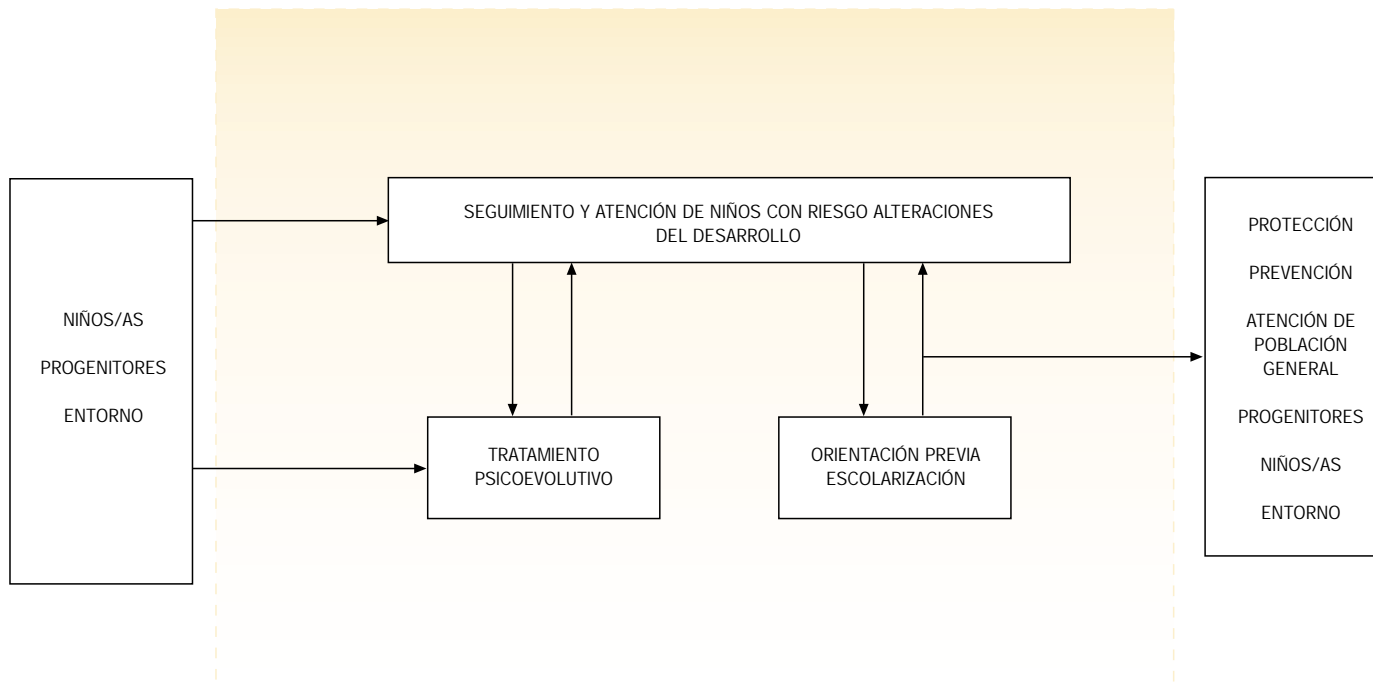 NIÑOS/AS
PROGENITORES
ENTORNO
SEGUIMIENTO Y ATENCIÓN DE NIÑOS CON RIESGO ALTERACIONES
DEL DESARROLLO
TRATAMIENTO
PSICOEVOLUTIVO
ORIENTACIÓN PREVIA
ESCOLARIZACIÓN
PROTECCIÓN
PREVENCIÓN
ATENCIÓN DE
POBLACIÓN
GENERAL
PROGENITORES
NIÑOS/AS
ENTORNO